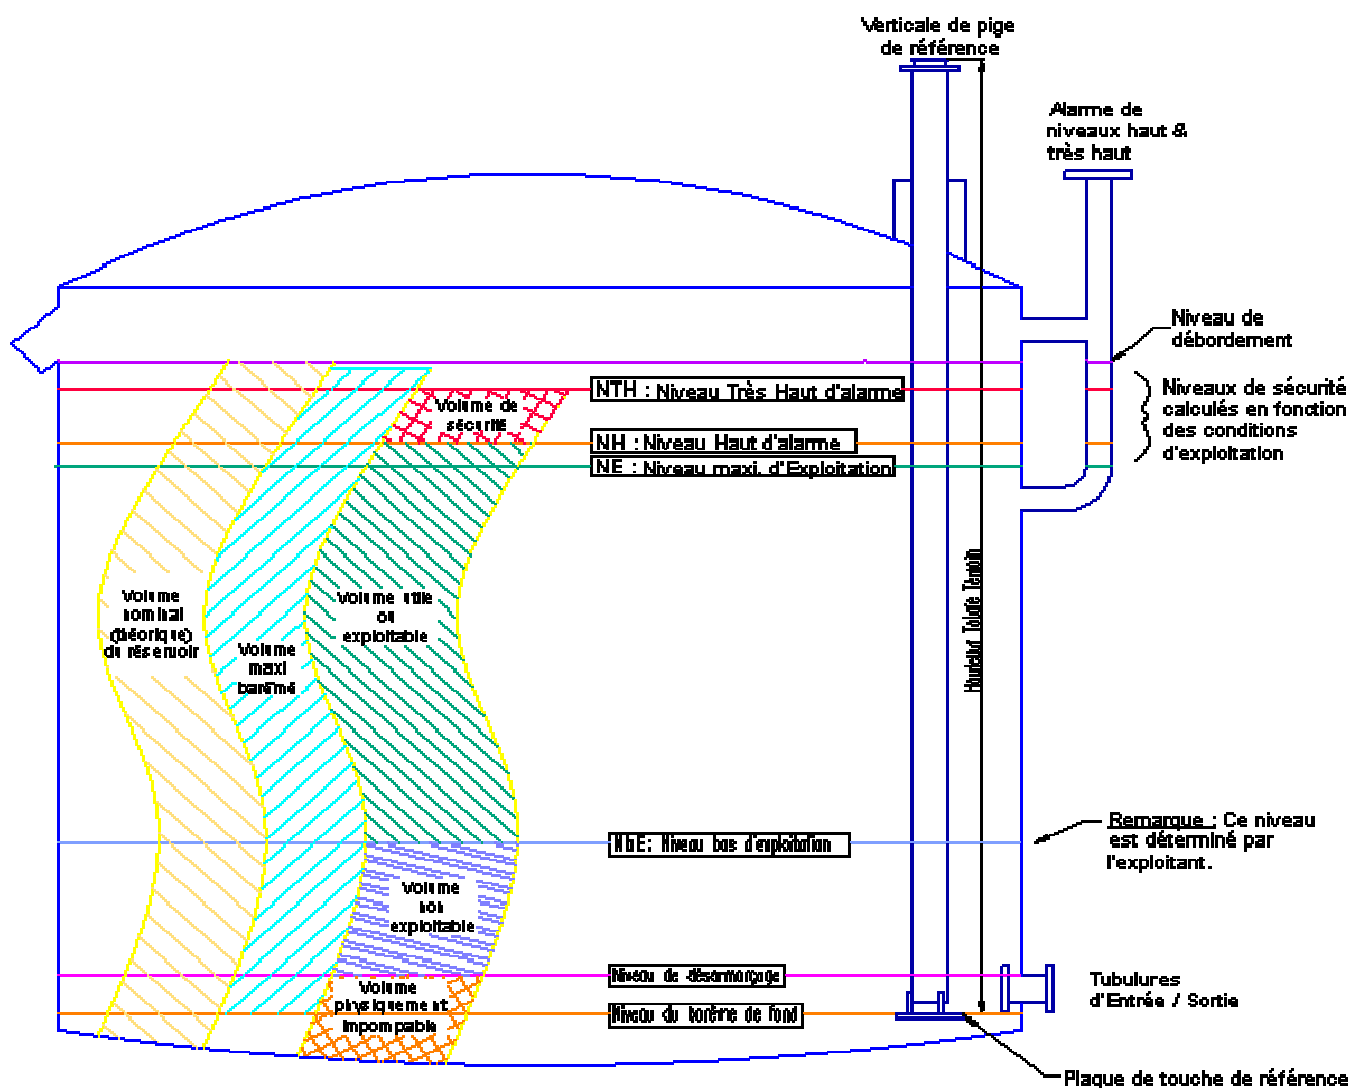 Verticale de pige
de référence
Alarme de
niveaux haut &
très haut
Niveau de
débordement
NTH : Niveau Très Haut d'alarme
Niveaux de sécurité
calculés en fonction
des conditions
d'exploitation
Volume de
sécurité
NH : Niveau Haut d'alarme
NE : Niveau maxi. d'Exploitation
Hauteur Totale Témoin
Volume
nominal
(théorique)
du réservoir
Volume utile
ou
exploitable
Volume
maxi
barêmé
NbE : Niveau bas d'exploitation
Remarque : Ce niveau
est déterminé par
l'exploitant.
Volume
non
exploitable
Niveau de désamorçage
Tubulures
d'Entrée / Sortie
Volume
physiquement
impompable
Niveau du barème de fond
Plaque de touche de référence